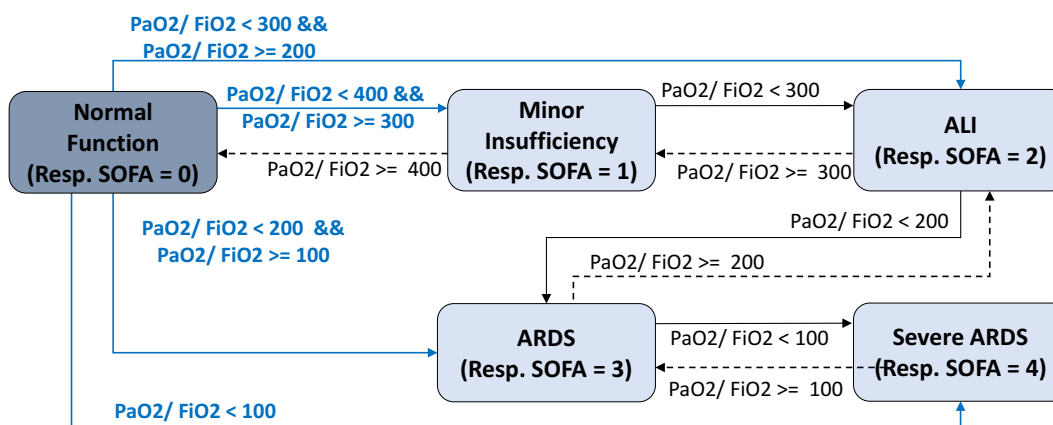 PaO2/ FiO2 < 300 &&
PaO2/ FiO2 >= 200
Normal
Function
(Resp. SOFA = 0)
PaO2/ FiO2 < 400 &&
PaO2/ FiO2 >= 300
PaO2/ FiO2 >=  400
Minor
Insufficiency
(Resp. SOFA = 1)
PaO2/ FiO2 < 300
PaO2/ FiO2 >=  300
ALI
(Resp. SOFA = 2)
PaO2/ FiO2 < 200  &&
PaO2/ FiO2 >= 100
PaO2/ FiO2 < 200
PaO2/ FiO2 >=  200
ARDS
(Resp. SOFA = 3)
PaO2/ FiO2 < 100
PaO2/ FiO2 >=  100
Severe ARDS
(Resp. SOFA = 4)
PaO2/ FiO2 < 100